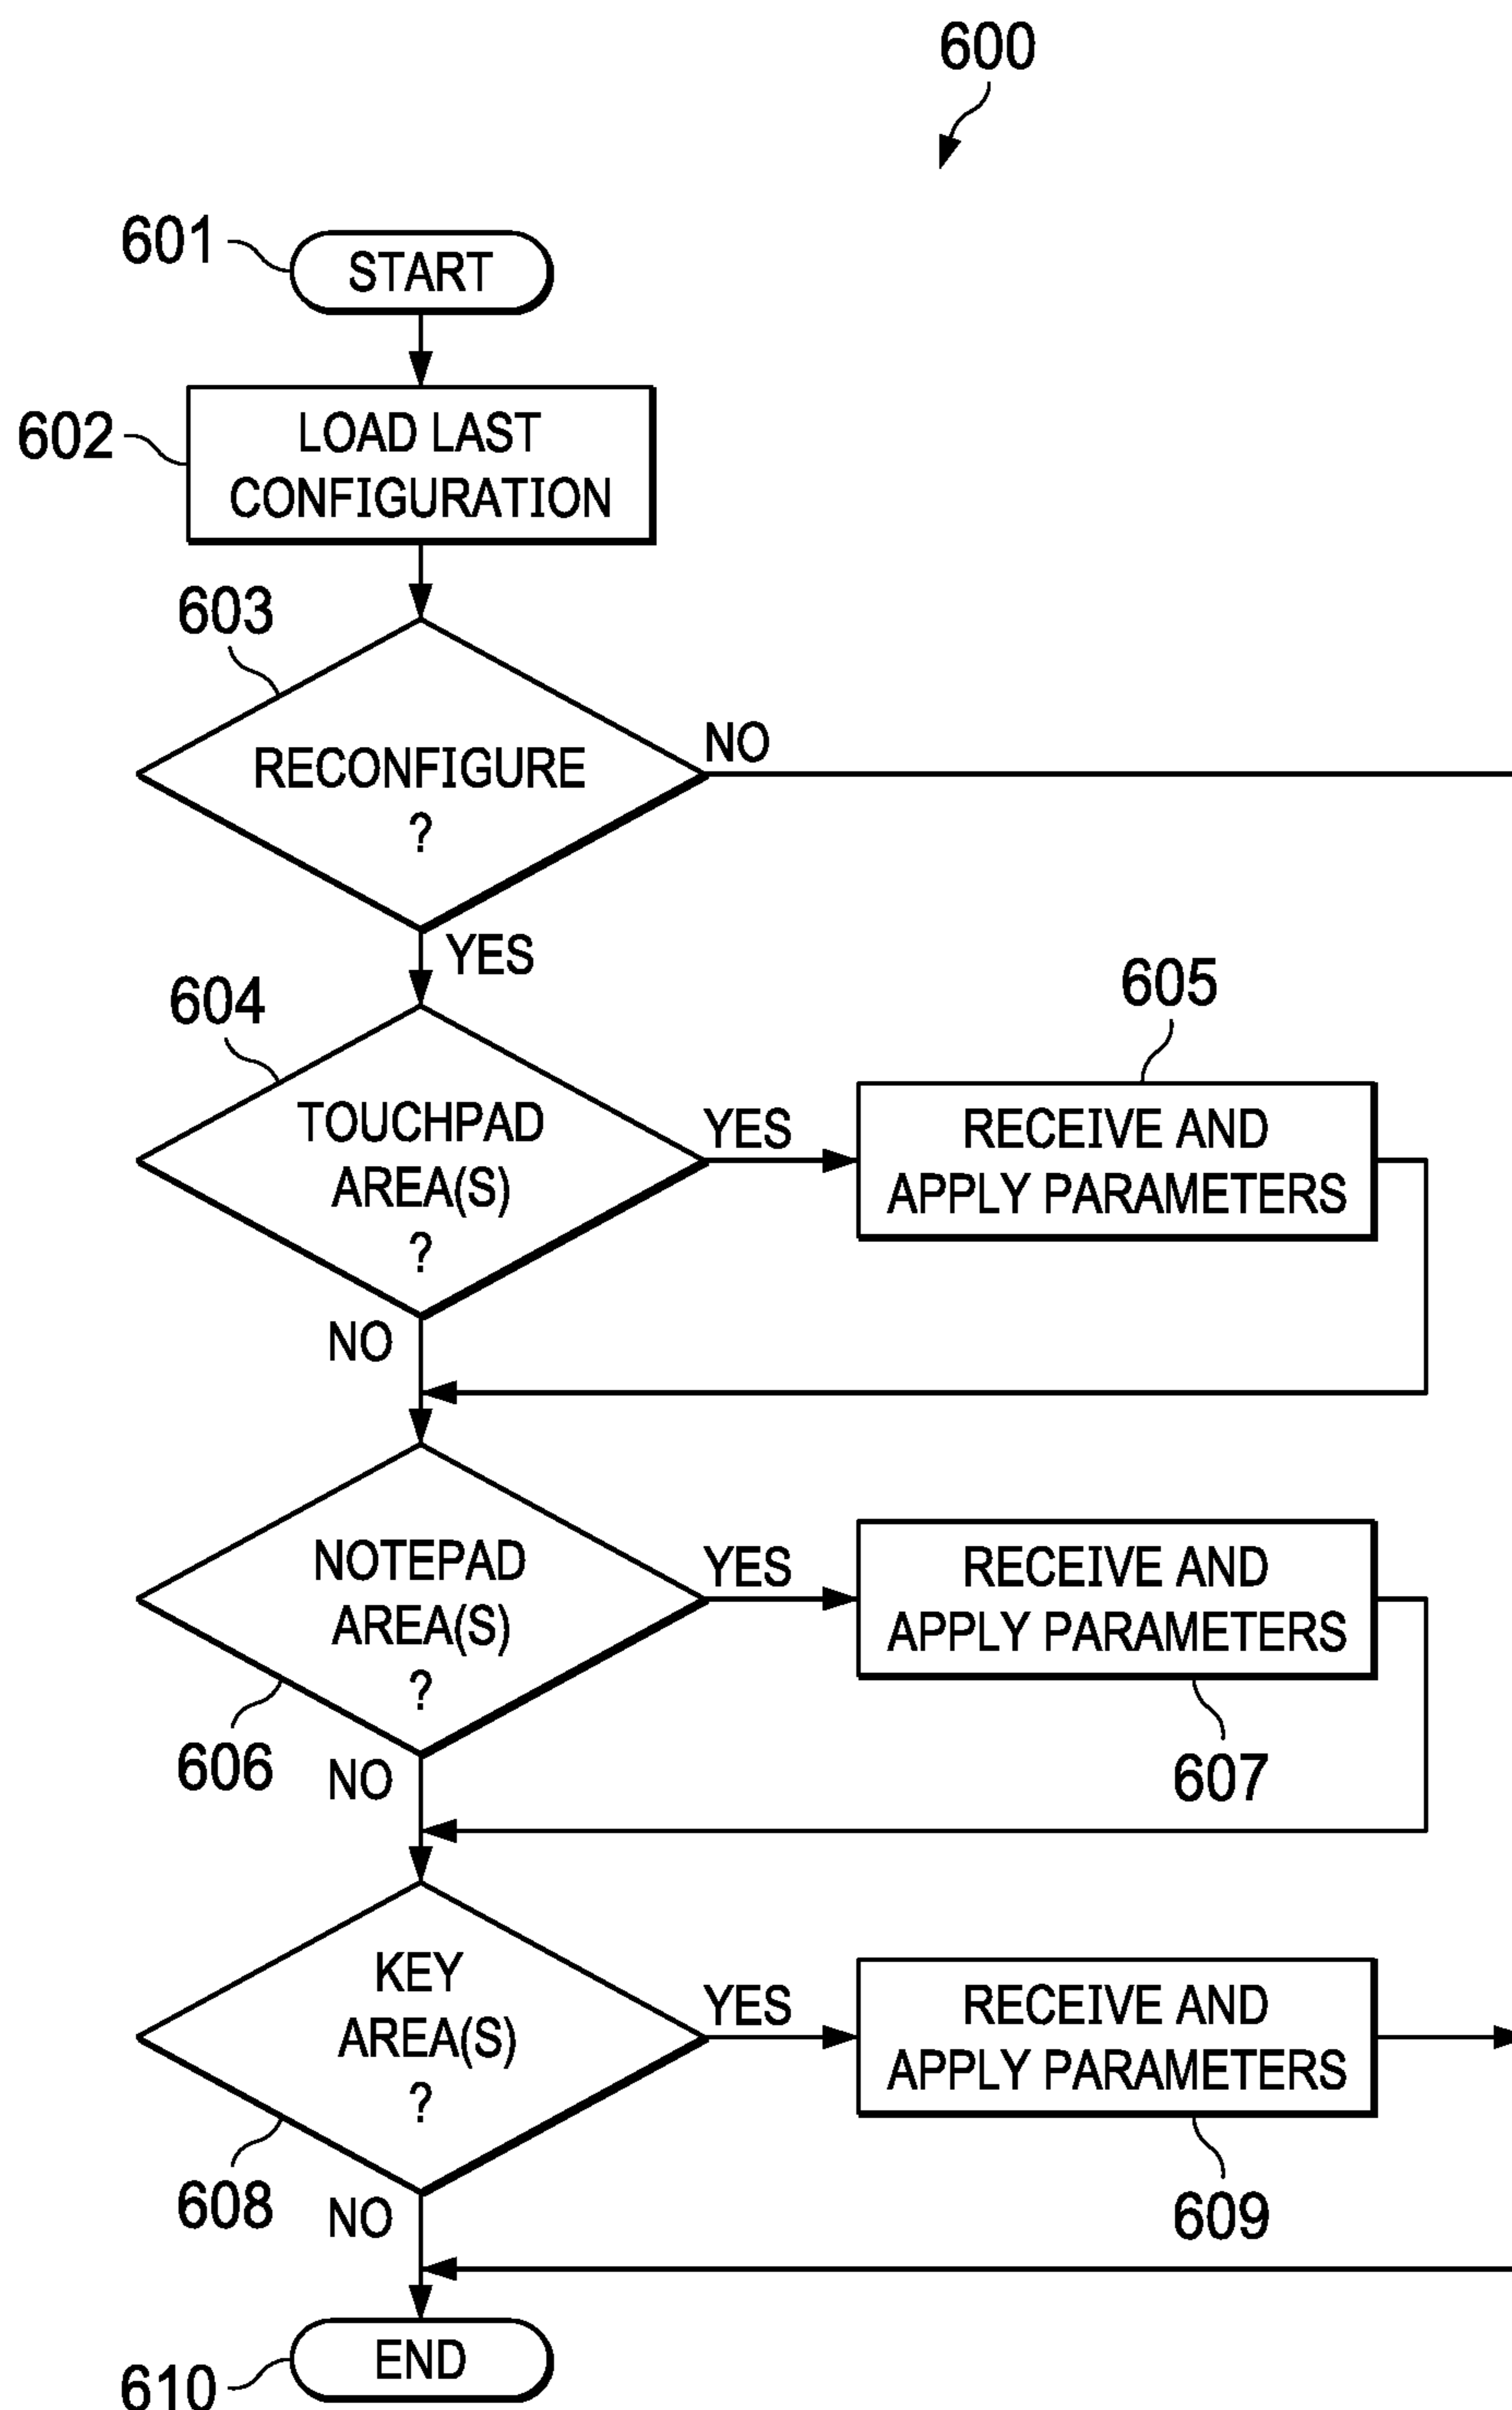 600
601
START
602
LOAD LAST
CONFIGURATION
603
RECONFIGURE
?
NO
YES
604
TOUCHPAD
AREA(S)
?
YES
605
RECEIVE AND
APPLY PARAMETERS
NO
NOTEPAD
AREA(S)
?
606
YES
RECEIVE AND
APPLY PARAMETERS
607
NO
KEY
AREA(S)
?
608
YES
RECEIVE AND
APPLY PARAMETERS
609
NO
END
610